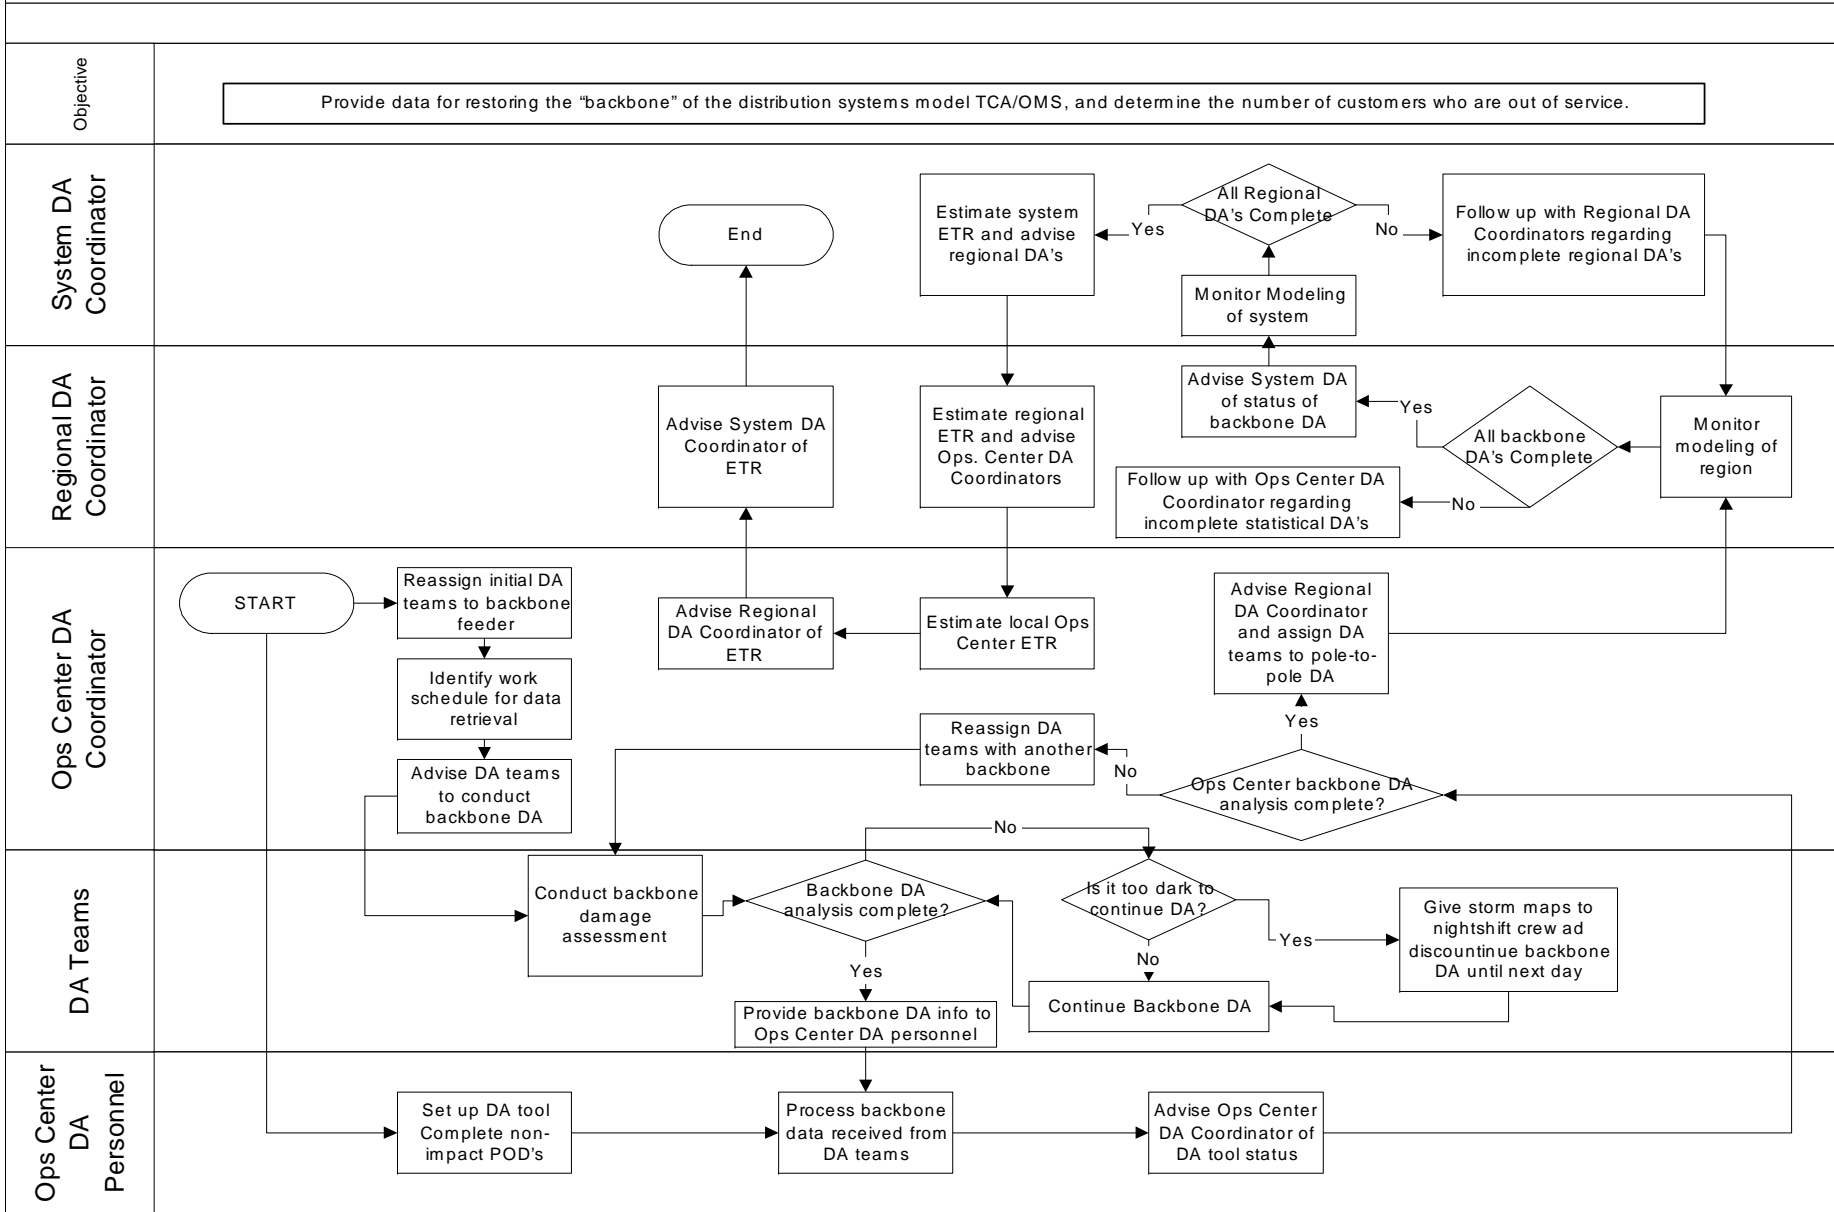 Objective
Provide data for restoring the “backbone” of the distribution systems model TCA/OMS, and determine the number of customers who are out of service.
System DA
Coordinator
End
Estimate system
ETR and advise
regional DA’s
Yes
All Regional
DA’s Complete
No
Follow up with Regional DA
Coordinators regarding
incomplete regional DA’s
Monitor Modeling
of system
Regional DA
Coordinator
Advise System DA
Coordinator of
ETR
Estimate regional
ETR and advise
Ops. Center DA
Coordinators
Advise System DA
of status of
backbone DA
Yes
All backbone
DA’s Complete
Monitor
modeling of
region
Follow up with Ops Center DA
Coordinator regarding
incomplete statistical DA’s
No
Ops Center DA
Coordinator
START
Reassign initial DA
teams to backbone
feeder
Advise Regional
DA Coordinator of
ETR
Estimate local Ops
Center ETR
Advise Regional
DA Coordinator
and assign DA
teams to pole-to-
pole DA
Identify work
schedule for data
retrieval
Yes
Reassign DA
teams with another
backbone
No
Ops Center backbone DA
analysis complete?
Advise DA teams
to conduct
backbone DA
No
DA Teams
Conduct backbone
damage
assessment
Backbone DA
analysis complete?
Is it too dark to
continue DA?
Yes
Give storm maps to
nightshift crew ad
discountinue backbone
DA until next day
Yes
No
Provide backbone DA info to
Ops Center DA personnel
Continue Backbone DA
Ops Center
DA
Personnel
Set up DA tool
Complete non-
impact POD’s
Process backbone
data received from
DA teams
Advise Ops Center
DA Coordinator of
DA tool status